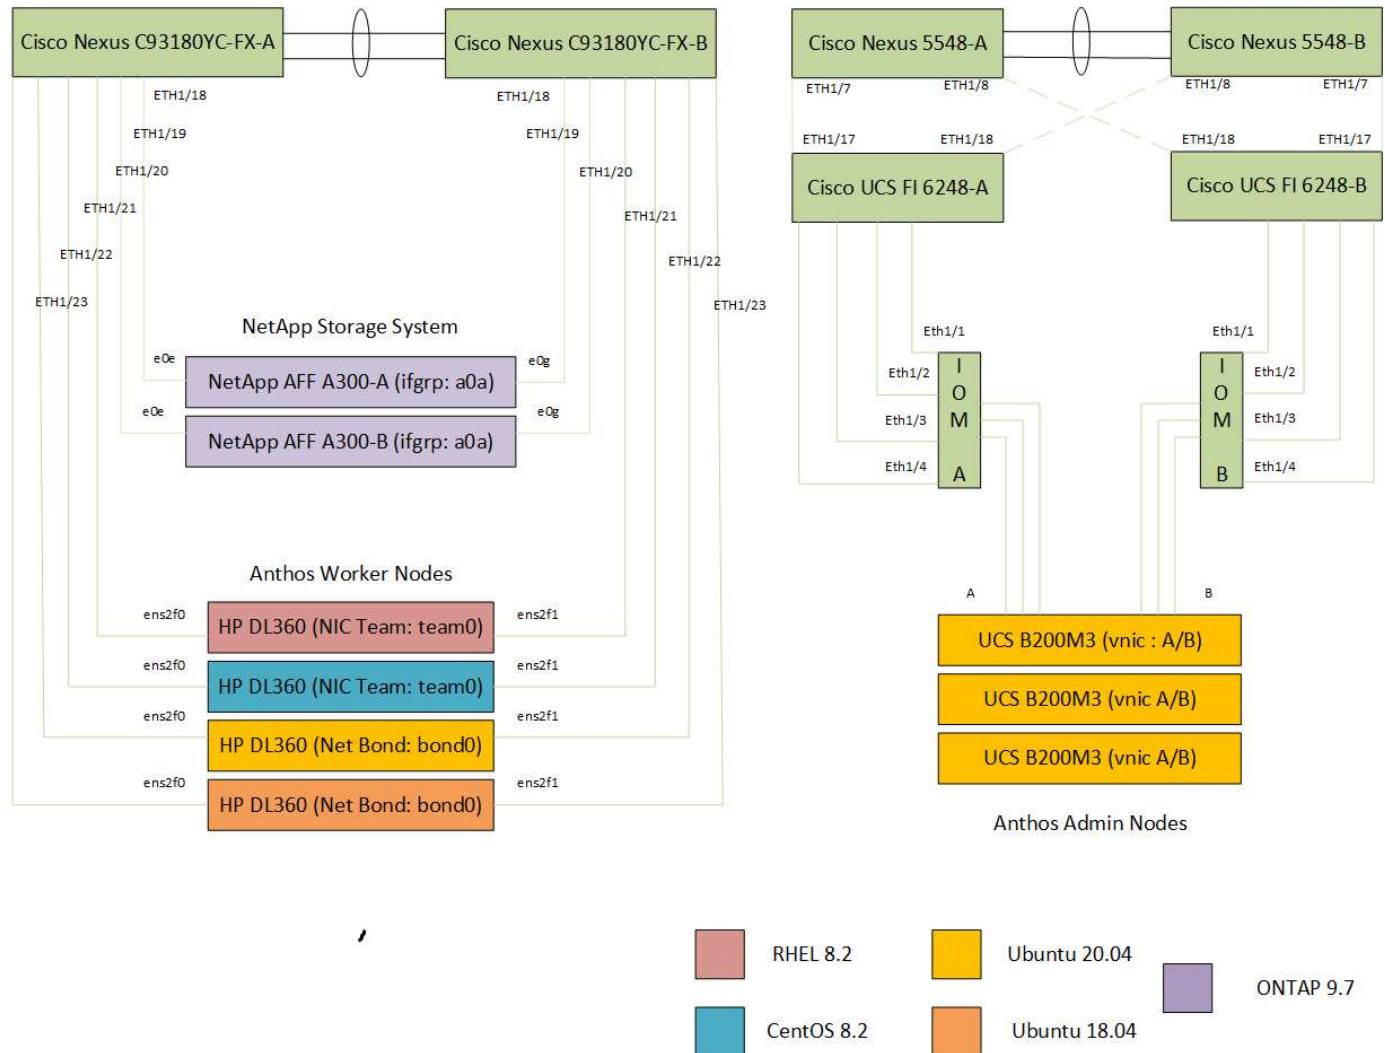 Cisco Nexus C93180YC-FX-A
Cisco Nexus C93180YC-FX-B
ETH1/18
ETH1/19
ETH1/20
ETH1/21
ETH1/22
ETH1/23
ETH1/18
ETH1/19
ETH1/20
ETH1/21
ETH1/22
ETH1/23
NetApp Storage System
e0e
NetApp AFF A300-A (ifgrp: a0a)
e0g
e0e
NetApp AFF A300-B (ifgrp: a0a)
e0g
Anthos Worker Nodes
ens2f0
HP DL360 (NIC Team: team0)
ens2f1
ens2f0
HP DL360 (NIC Team: team0)
ens2f1
ens2f0
HP DL360 (Net Bond: bond0)
ens2f1
ens2f0
HP DL360 (Net Bond: bond0)
ens2f1
Cisco Nexus 5548-A
Cisco Nexus 5548-B
ETH1/7
ETH1/8
ETH1/8
ETH1/7
ETH1/17
ETH1/18
ETH1/18
ETH1/17
Cisco UCS FI 6248-A
Cisco UCS FI 6248-B
Eth1/1
Eth1/2
Eth1/3
Eth1/4
I
O
M
A
Eth1/1
Eth1/2
Eth1/3
Eth1/4
I
O
M
B
A
B
UCS B200M3 (vnic : A/B)
UCS B200M3 (vnic A/B)
UCS B200M3 (vnic A/B)
Anthos Admin Nodes
RHEL 8.2
Ubuntu 20.04
ONTAP 9.7
CentOS 8.2
Ubuntu 18.04